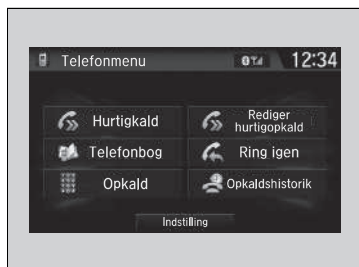 Telefonmenu 12:34
Hurtigkald
Rediger
hurtigopkald
Telefonbog
Ring igen
Opkald
Opkaldshistorik
Indstilling